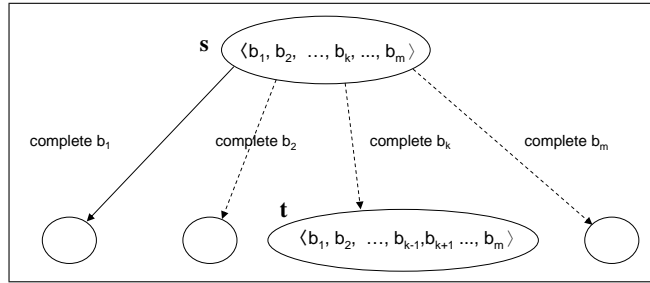 s
⟨b₁, b₂, ..., bₖ, ..., bₘ⟩
complete b₁
complete b₂
complete bₖ
complete bₘ
t
⟨b₁, b₂, ..., bₖ₋₁,bₖ₊₁ ..., bₘ⟩